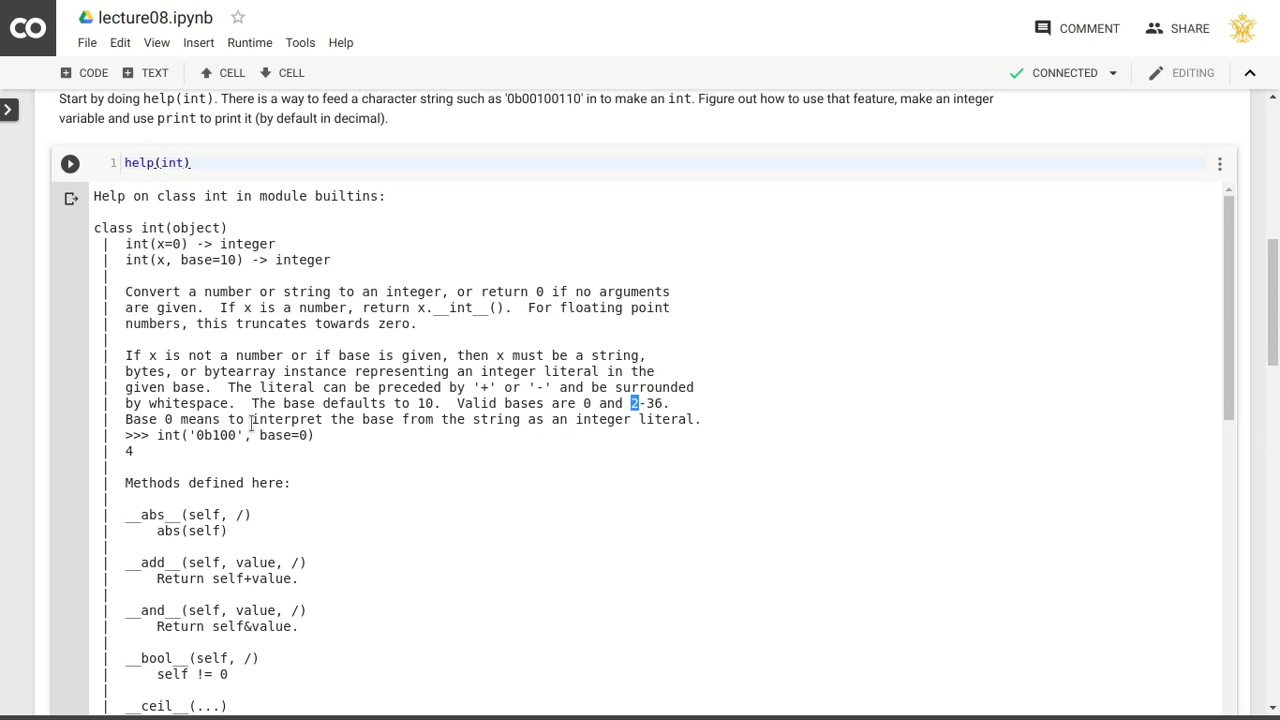 CO
lecture08.ipynb
File Edit View Insert Runtime Tools Help
COMMENT SHARE
CODE TEXT CELL CELL
CONNECTED EDITING
Start by doing help(int). There is a way to feed a character string such as '0b00100110' in to make an int. Figure out how to use that feature, make an integer
variable and use print to print it (by default in decimal).
1 help(int)
Help on class int in module builtins:
class int(object)
| int(x=0) -> integer
| int(x, base=10) -> integer
|
| Convert a number or string to an integer, or return 0 if no arguments
| are given. If x is a number, return x.__int__(). For floating point
| numbers, this truncates towards zero.
|
| If x is not a number or if base is given, then x must be a string,
| bytes, or bytearray instance representing an integer literal in the
| given base. The literal can be preceded by '+' or '-' and be surrounded
| by whitespace. The base defaults to 10. Valid bases are 0 and 2-36.
| Base 0 means to interpret the base from the string as an integer literal.
| >>> int('0b100', base=0)
| 4
|
| Methods defined here:
|
| __abs__(self, /)
| abs(self)
|
| __add__(self, value, /)
| Return self+value.
|
| __and__(self, value, /)
| Return self&value.
|
| __bool__(self, /)
| self != 0
|
| __ceil__(...)